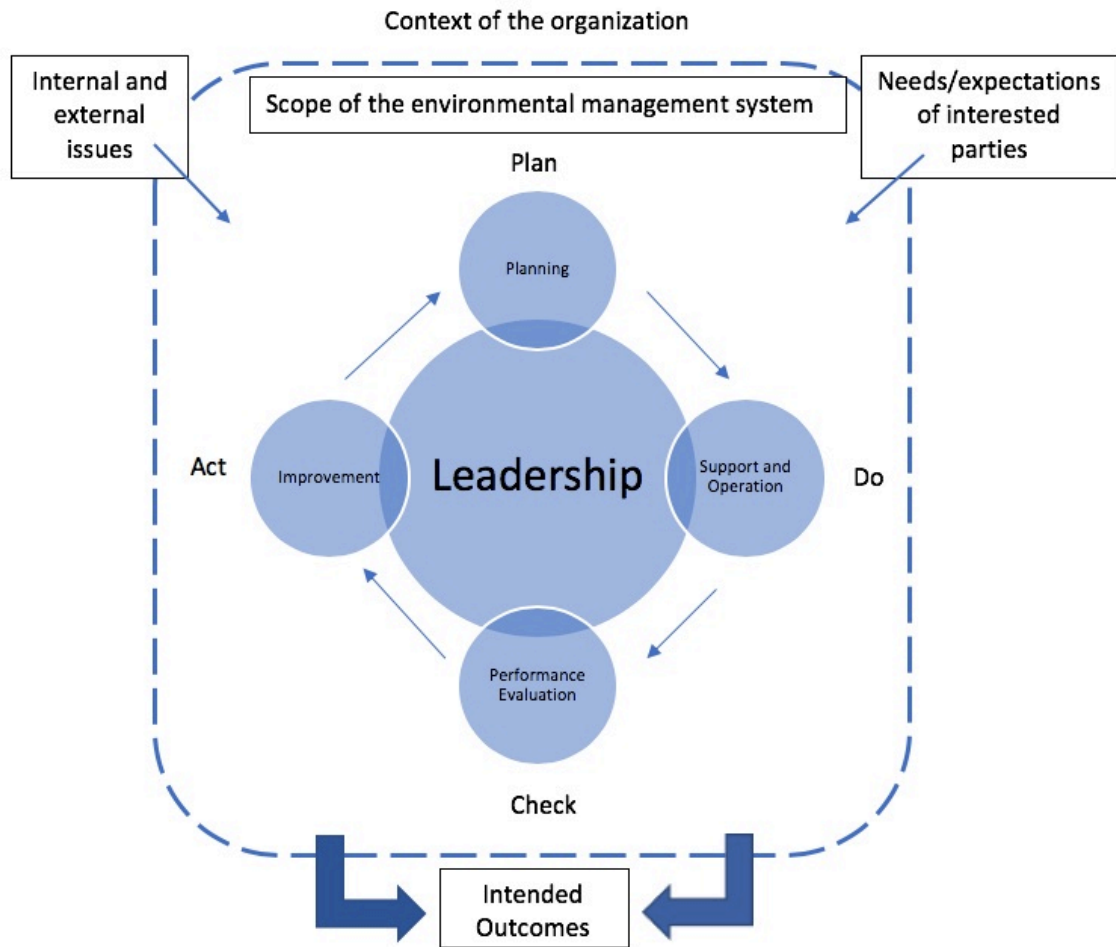 Context of the organization
Internal and
external
issues
Scope of the environmental management system
Needs/expectations
of interested
parties
Plan
Planning
Act
Improvement
Leadership
Support and
Operation
Do
Performance
Evaluation
Check
Intended
Outcomes